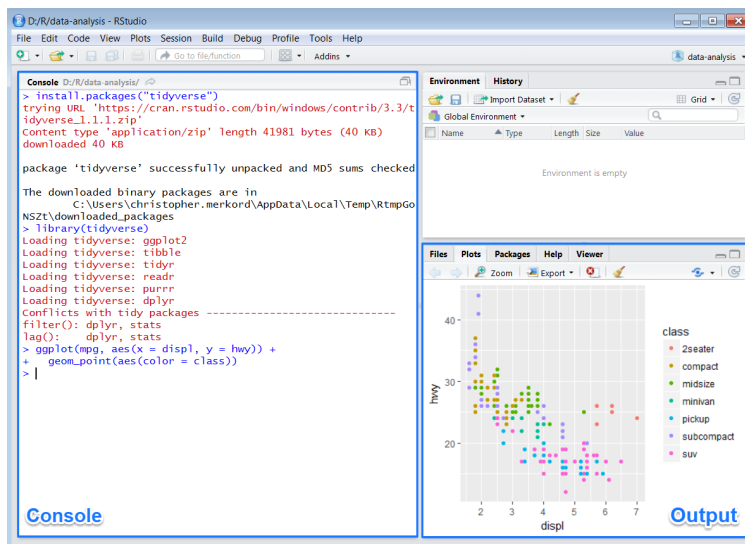 D:/R/data-analysis - RStudio
File Edit Code View Plots Session Build Debug Profile Tools Help
Go to file/function Addins data-analysis
Console D:/R/data-analysis/
> install.packages("tidyverse")
trying URL 'https://cran.rstudio.com/bin/windows/contrib/3.3/t
idyverse_1.1.1.zip'
Content type 'application/zip' length 41981 bytes (40 KB)
downloaded 40 KB
package 'tidyverse' successfully unpacked and MD5 sums checked
The downloaded binary packages are in
C:\Users\christopher.merkord\AppData\Local\Temp\RtmpGo
NSZt\downloaded_packages
> library(tidyverse)
Loading tidyverse: ggplot2
Loading tidyverse: tibble
Loading tidyverse: tidyr
Loading tidyverse: readr
Loading tidyverse: purrr
Loading tidyverse: dplyr
Conflicts with tidy packages ------------------------------
filter(): dplyr, stats
lag():    dplyr, stats
> ggplot(mpg, aes(x = displ, y = hwy)) +
+   geom_point(aes(color = class))
>
Console
Environment History
Import Dataset Grid
Global Environment
Name Type Length Size Value
Environment is empty
Files Plots Packages Help Viewer
Zoom Export
40
30
20
hwy
2 3 4 5 6 7
displ
class
2seater
compact
midsize
minivan
pickup
subcompact
suv
Output